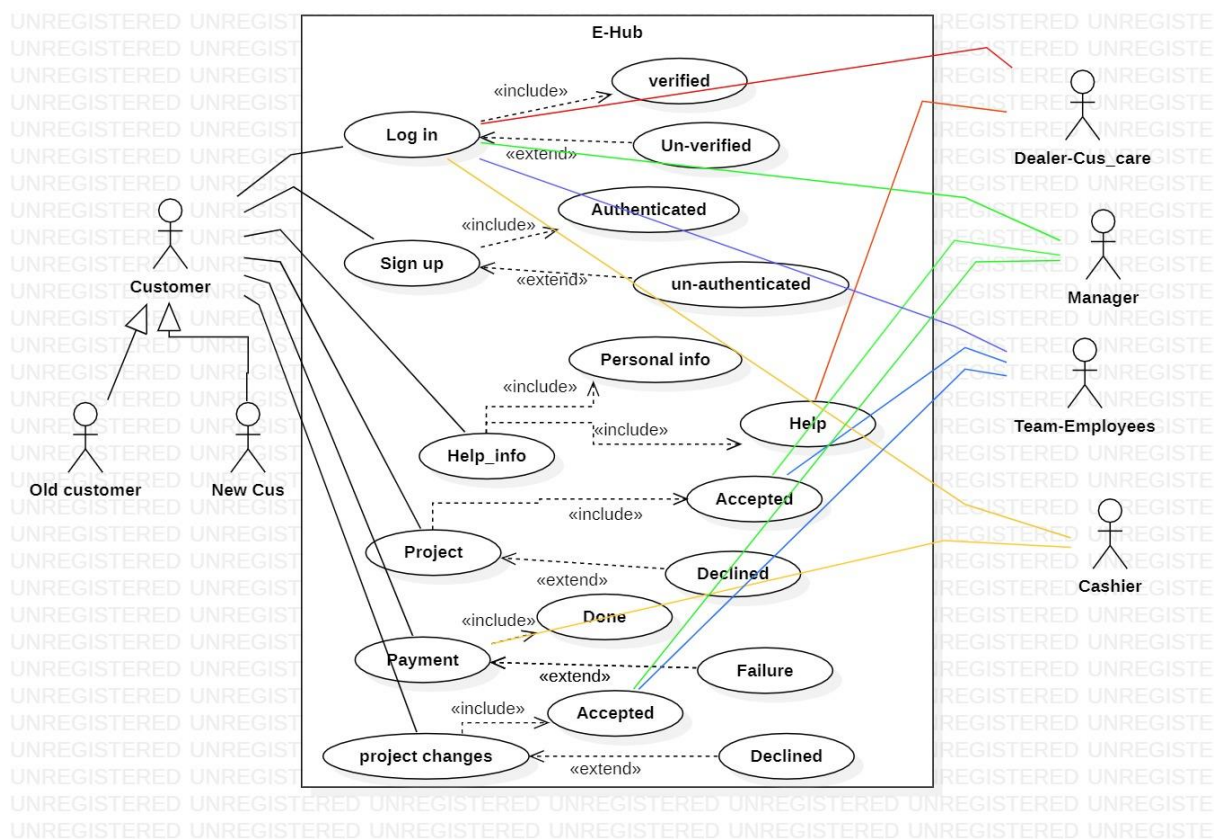 E-Hub
verified
«include»
Log in
Un-verified
«extend»
Dealer-Cus_care
Authenticated
«include»
Sign up
un-authenticated
«extend»
Customer
Manager
Personal info
«include»
Help
«include»
Help_info
Team-Employees
Old customer
New Cus
Accepted
«include»
Project
Declined
«extend»
Cashier
Done
«include»
Payment
Failure
«extend»
Accepted
«include»
project changes
Declined
«extend»
UNREGISTERED UNREGISTERED UNREGISTERED UNREGISTERED UNREGISTERED UNREGISTERED UNREGISTE